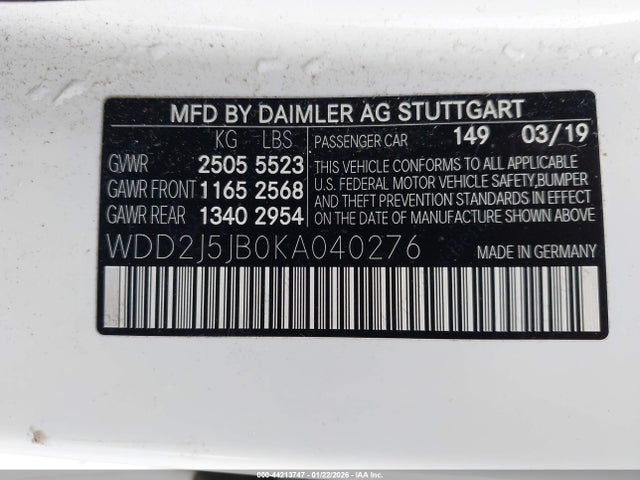 MFD BY DAIMLER AG STUTTGART
KG LBS PASSENGER CAR 149 03/19
GVWR 2505 5523 THIS VEHICLE CONFORMS TO ALL APPLICABLE
GAWR FRONT 1165 2568 U.S. FEDERAL MOTOR VEHICLE SAFETY,BUMPER
AND THEFT PREVENTION STANDARDS IN EFFECT
GAWR REAR 1340 2954 ON THE DATE OF MANUFACTURE SHOWN ABOVE
WDD2J5JB0KA040276 MADE IN GERMANY
000-44213747 - 01/22/2026 - IAAI Inc.